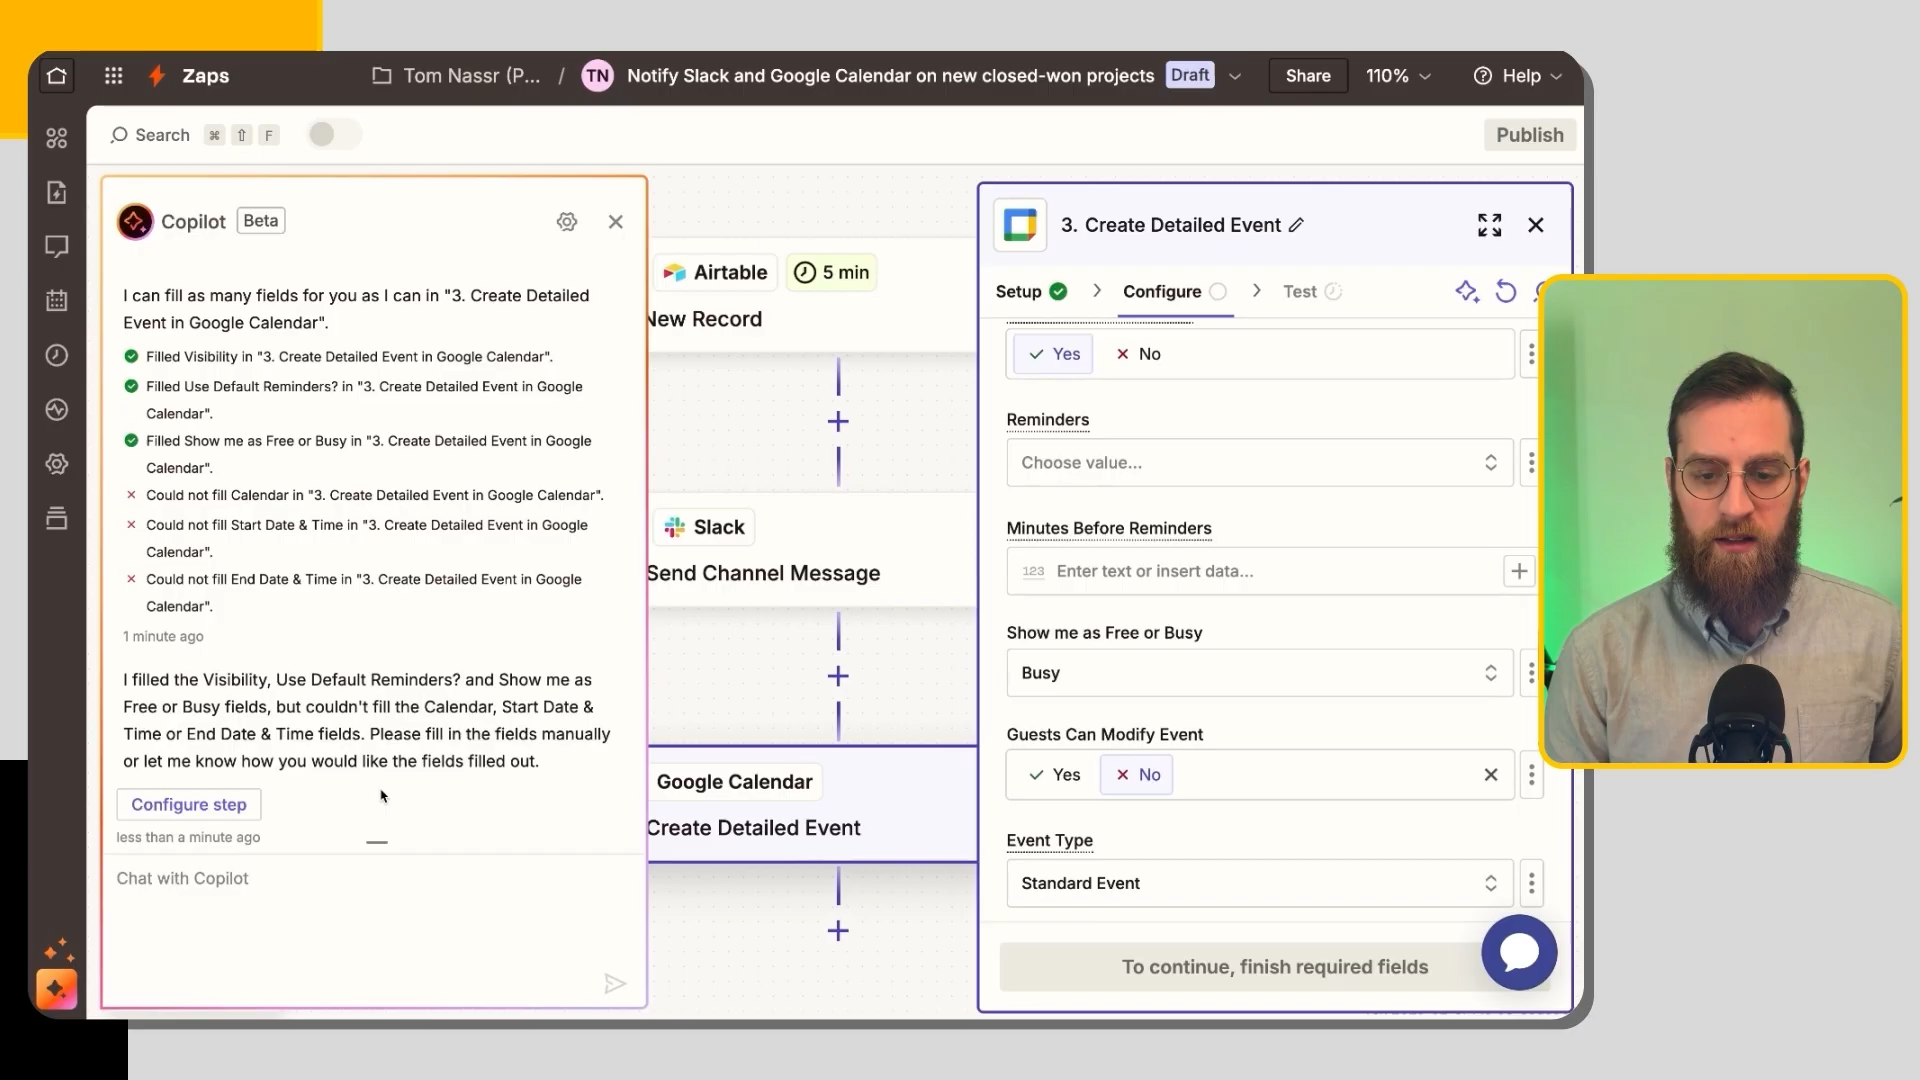 Zaps
Tom Nassr (P... / TN Notify Slack and Google Calendar on new closed-won projects Draft
Share
110%
Help
Search ⌘ ⇧ F
Publish
Copilot Beta
I can fill as many fields for you as I can in "3. Create Detailed
Event in Google Calendar".
Filled Visibility in "3. Create Detailed Event in Google Calendar".
Filled Use Default Reminders? in "3. Create Detailed Event in Google
Calendar".
Filled Show me as Free or Busy in "3. Create Detailed Event in Google
Calendar".
Could not fill Calendar in "3. Create Detailed Event in Google Calendar".
Could not fill Start Date & Time in "3. Create Detailed Event in Google
Calendar".
Could not fill End Date & Time in "3. Create Detailed Event in Google
Calendar".
1 minute ago
I filled the Visibility, Use Default Reminders? and Show me as
Free or Busy fields, but couldn't fill the Calendar, Start Date &
Time or End Date & Time fields. Please fill in the fields manually
or let me know how you would like the fields filled out.
Configure step
less than a minute ago
Chat with Copilot
Airtable
5 min
New Record
Slack
Send Channel Message
Google Calendar
Create Detailed Event
3. Create Detailed Event
Setup
Configure
Test
Yes
No
Reminders
Choose value...
Minutes Before Reminders
123 Enter text or insert data...
Show me as Free or Busy
Busy
Guests Can Modify Event
Yes
No
Event Type
Standard Event
To continue, finish required fields